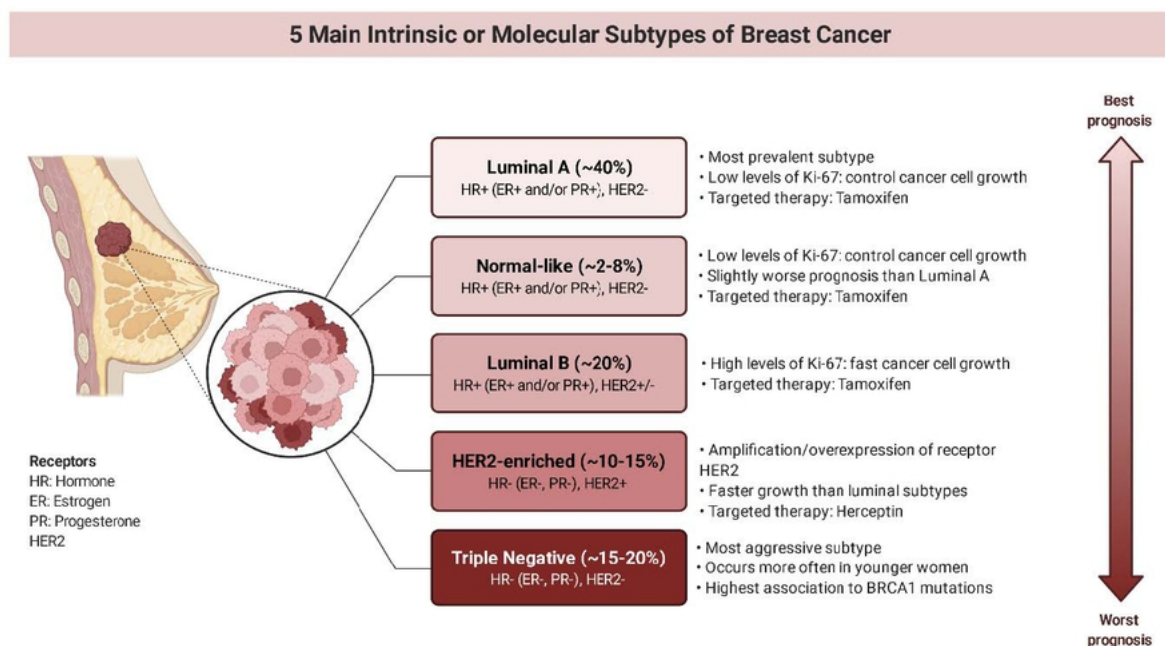 5 Main Intrinsic or Molecular Subtypes of Breast Cancer
Best
prognosis
Luminal A (~40%)
HR+ (ER+ and/or PR+), HER2-
• Most prevalent subtype
• Low levels of Ki-67: control cancer cell growth
• Targeted therapy: Tamoxifen
Normal-like (~2-8%)
HR+ (ER+ and/or PR+), HER2-
• Low levels of Ki-67: control cancer cell growth
• Slightly worse prognosis than Luminal A
• Targeted therapy: Tamoxifen
Luminal B (~20%)
HR+ (ER+ and/or PR+), HER2+/-
• High levels of Ki-67: fast cancer cell growth
• Targeted therapy: Tamoxifen
HER2-enriched (~10-15%)
HR- (ER-, PR-), HER2+
• Amplification/overexpression of receptor
HER2
• Faster growth than luminal subtypes
• Targeted therapy: Herceptin
Triple Negative (~15-20%)
HR- (ER-, PR-), HER2-
• Most aggressive subtype
• Occurs more often in younger women
• Highest association to BRCA1 mutations
Receptors
HR: Hormone
ER: Estrogen
PR: Progesterone
HER2
Worst
prognosis